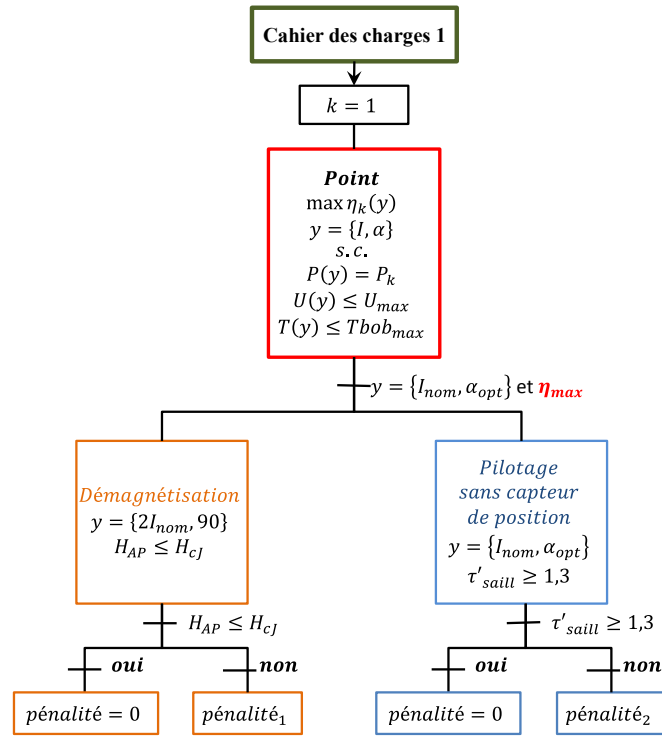 Cahier des charges 1
k = 1
Point
max η_k(y)
y = {I, α}
s.c.
P(y) = P_k
U(y) ≤ U_max
T(y) ≤ Tbob_max
y = {I_nom, α_opt} et η_max
Démagnétisation
y = {2I_nom, 90}
H_AP ≤ H_cJ
Pilotage
sans capteur
de position
y = {I_nom, α_opt}
τ'_saill ≥ 1,3
H_AP ≤ H_cJ
τ'_saill ≥ 1,3
oui
non
oui
non
pénalité = 0
pénalité_1
pénalité = 0
pénalité_2